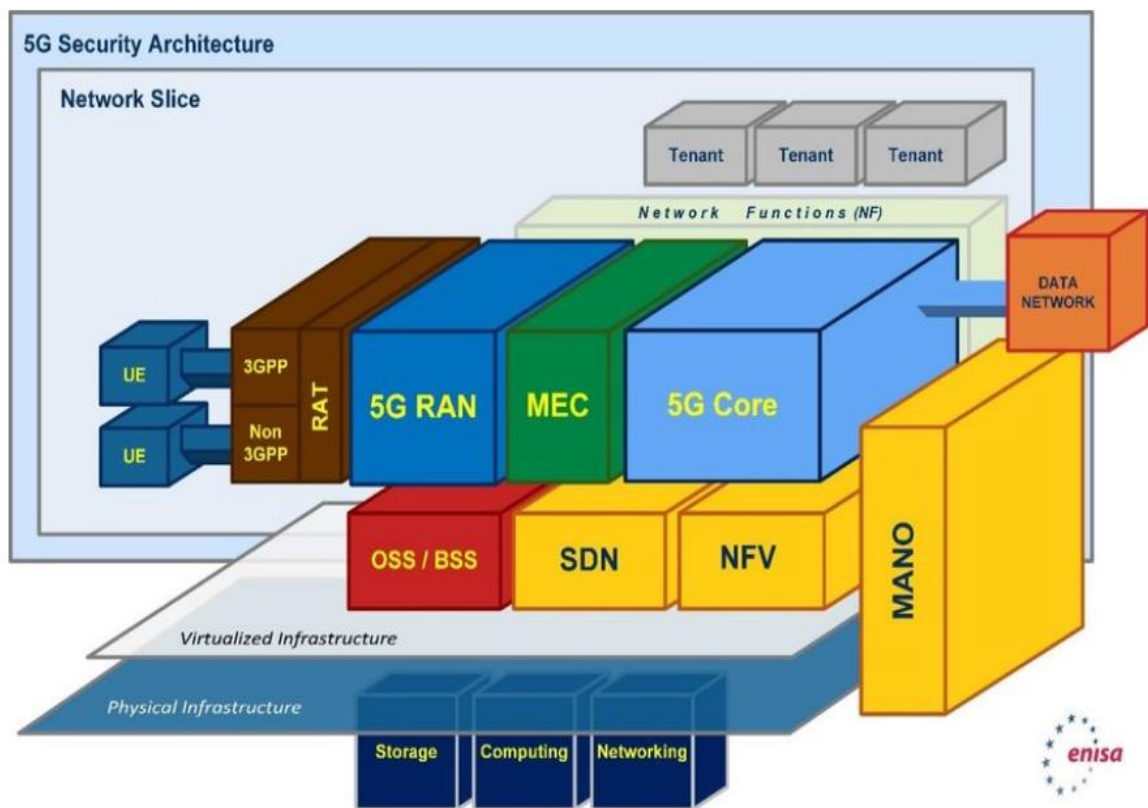 5G Security Architecture
Network Slice
Tenant
Tenant
Tenant
Network Functions (NF)
DATA
NETWORK
UE
3GPP
UE
Non
3GPP
RAT
5G RAN
MEC
5G Core
OSS / BSS
SDN
NFV
MANO
Virtualized Infrastructure
Physical Infrastructure
Storage
Computing
Networking
enisa